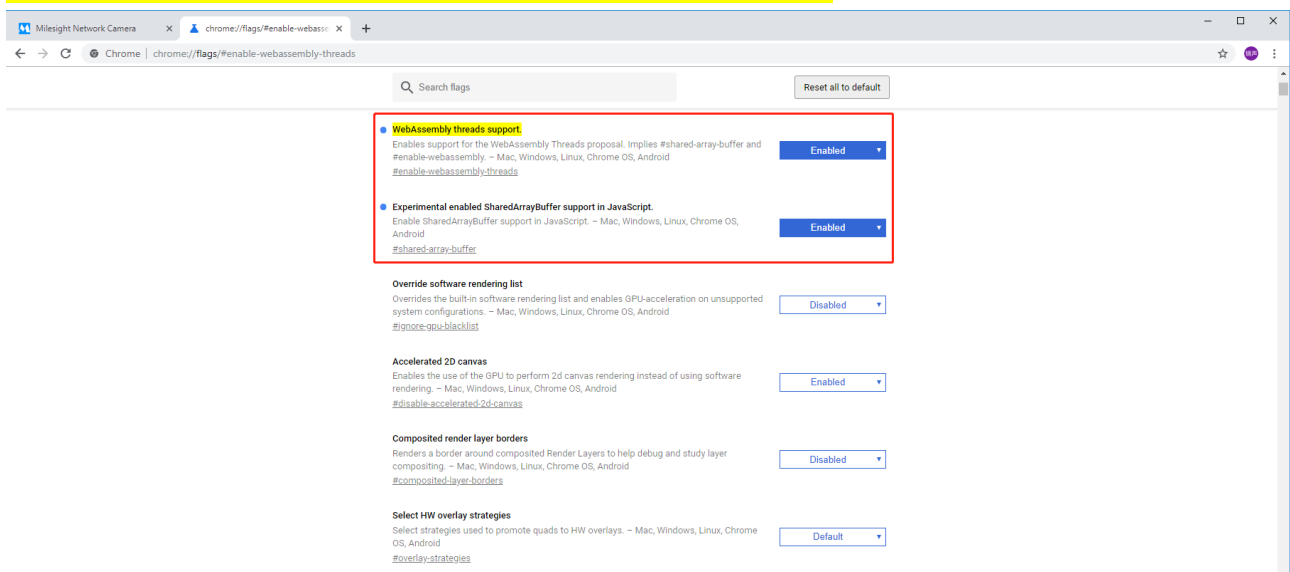 Milesight Network Camera
chrome://flags/#enable-webasse
Chrome | chrome://flags/#enable-webassembly-threads
Search flags
Reset all to default
WebAssembly threads support.
Enables support for the WebAssembly Threads proposal. Implies #shared-array-buffer and
#enable-webassembly. – Mac, Windows, Linux, Chrome OS, Android
#enable-webassembly-threads
Enabled
Experimental enabled SharedArrayBuffer support in JavaScript.
Enable SharedArrayBuffer support in JavaScript. – Mac, Windows, Linux, Chrome OS,
Android
#shared-array-buffer
Enabled
Override software rendering list
Overrides the built-in software rendering list and enables GPU-acceleration on unsupported
system configurations. – Mac, Windows, Linux, Chrome OS, Android
#ignore-gpu-blacklist
Disabled
Accelerated 2D canvas
Enables the use of the GPU to perform 2d canvas rendering instead of using software
rendering. – Mac, Windows, Linux, Chrome OS, Android
#disable-accelerated-2d-canvas
Enabled
Composited render layer borders
Renders a border around composited Render Layers to help debug and study layer
compositing. – Mac, Windows, Linux, Chrome OS, Android
#composited-layer-borders
Disabled
Select HW overlay strategies
Select strategies used to promote quads to HW overlays. – Mac, Windows, Linux, Chrome
OS, Android
#overlay-strategies
Default